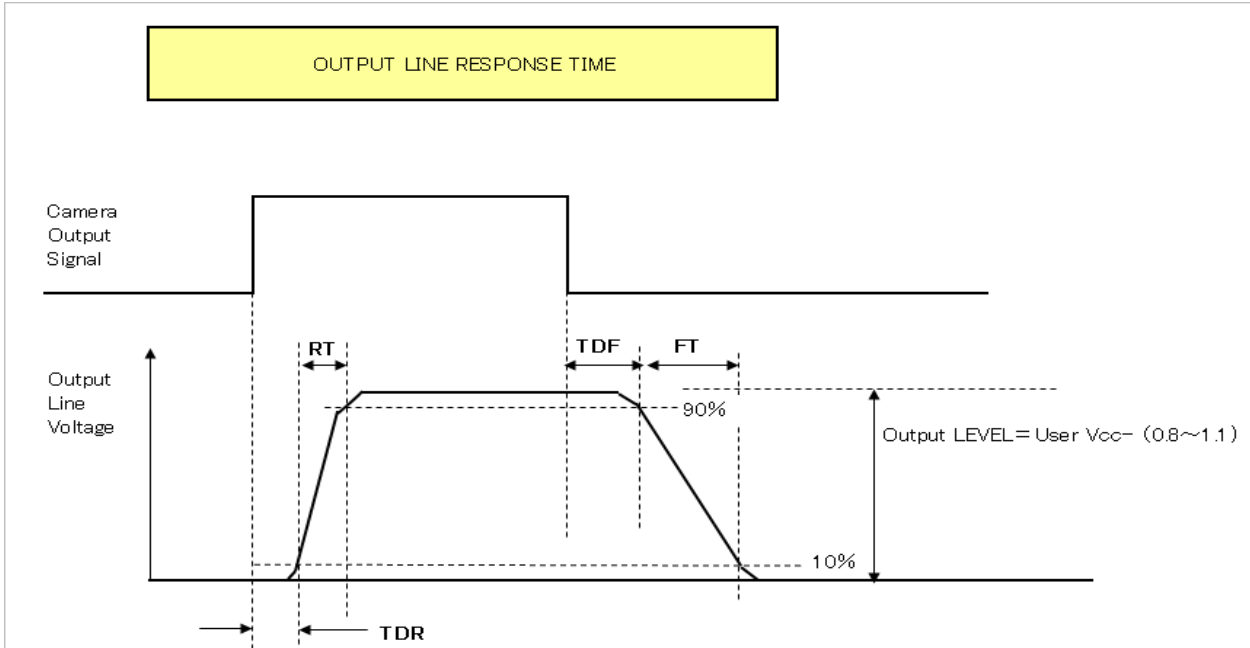 OUTPUT LINE RESPONSE TIME
Camera
Output
Signal
RT
TDF
FT
Output
Line
Voltage
90%
Output LEVEL=User Vcc-（0.8～1.1）
10%
TDR